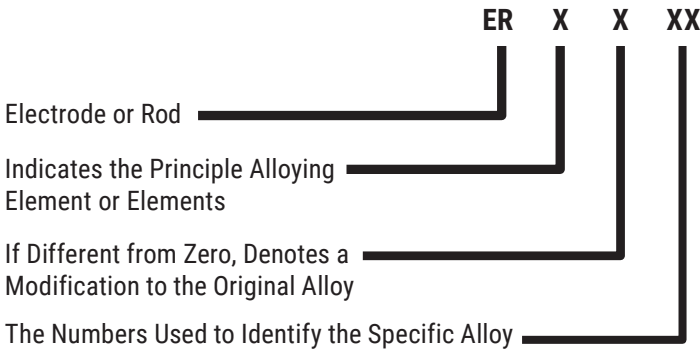 ER X X XX
Electrode or Rod
Indicates the Principle Alloying
Element or Elements
If Different from Zero, Denotes a
Modification to the Original Alloy
The Numbers Used to Identify the Specific Alloy